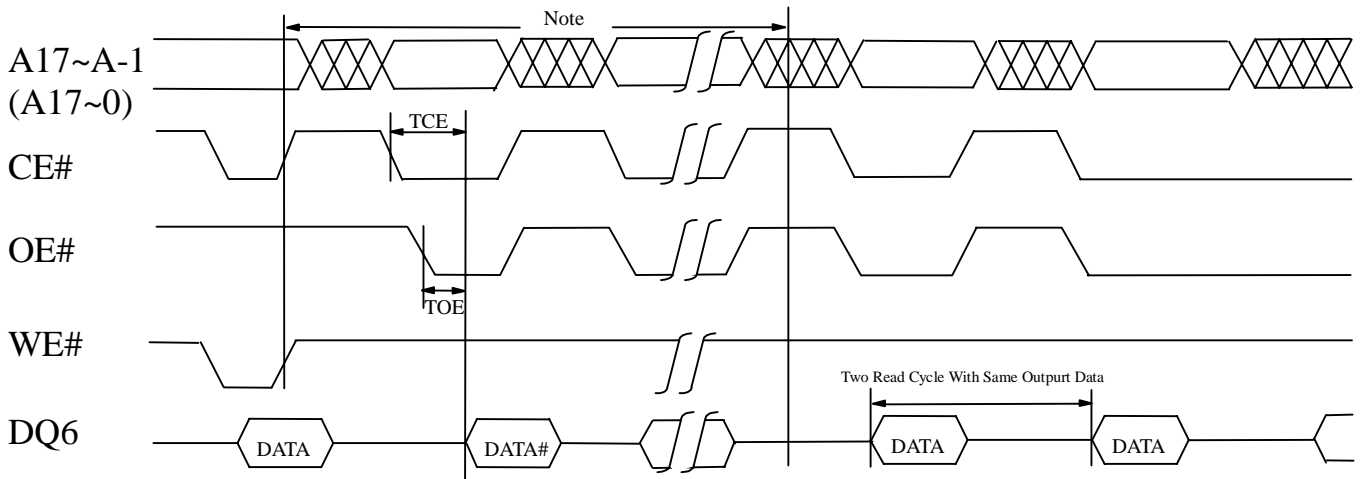 Note
A17~A-1
(A17~0)
TCE
CE#
OE#
TOE
WE#
Two Read Cycle With Same Outpurt Data
DQ6
DATA
DATA#
DATA
DATA